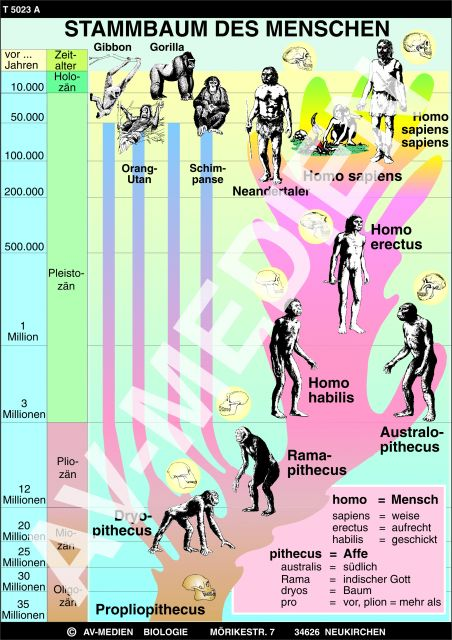 T 5023 A
STAMMBAUM DES MENSCHEN
vor ...
Jahren
Zeit-
alter
Holo-
zän
Gibbon
Gorilla
10.000
50.000
100.000
200.000
500.000
1
Million
3
Millionen
12
Millionen
20
Millionen
25
Millionen
30
Millionen
35
Millionen
Pleisto-
zän
Plio-
zän
Mio-
zän
Oligo-
zän
Orang-
Utan
Schim-
panse
Neandertaler
Homo sapiens
Homo
sapiens
sapiens
Homo
erectus
Homo
habilis
Australo-
pithecus
Rama-
pithecus
Dryo-
pithecus
Propliopithecus
homo = Mensch
sapiens = weise
erectus = aufrecht
habilis = geschickt
pithecus = Affe
australis = südlich
Rama = indischer Gott
dryos = Baum
pro = vor, plion = mehr als
AV-MEDIEN
© AV-MEDIEN BIOLOGIE MÖRIKESTR. 7 34626 NEUKIRCHEN